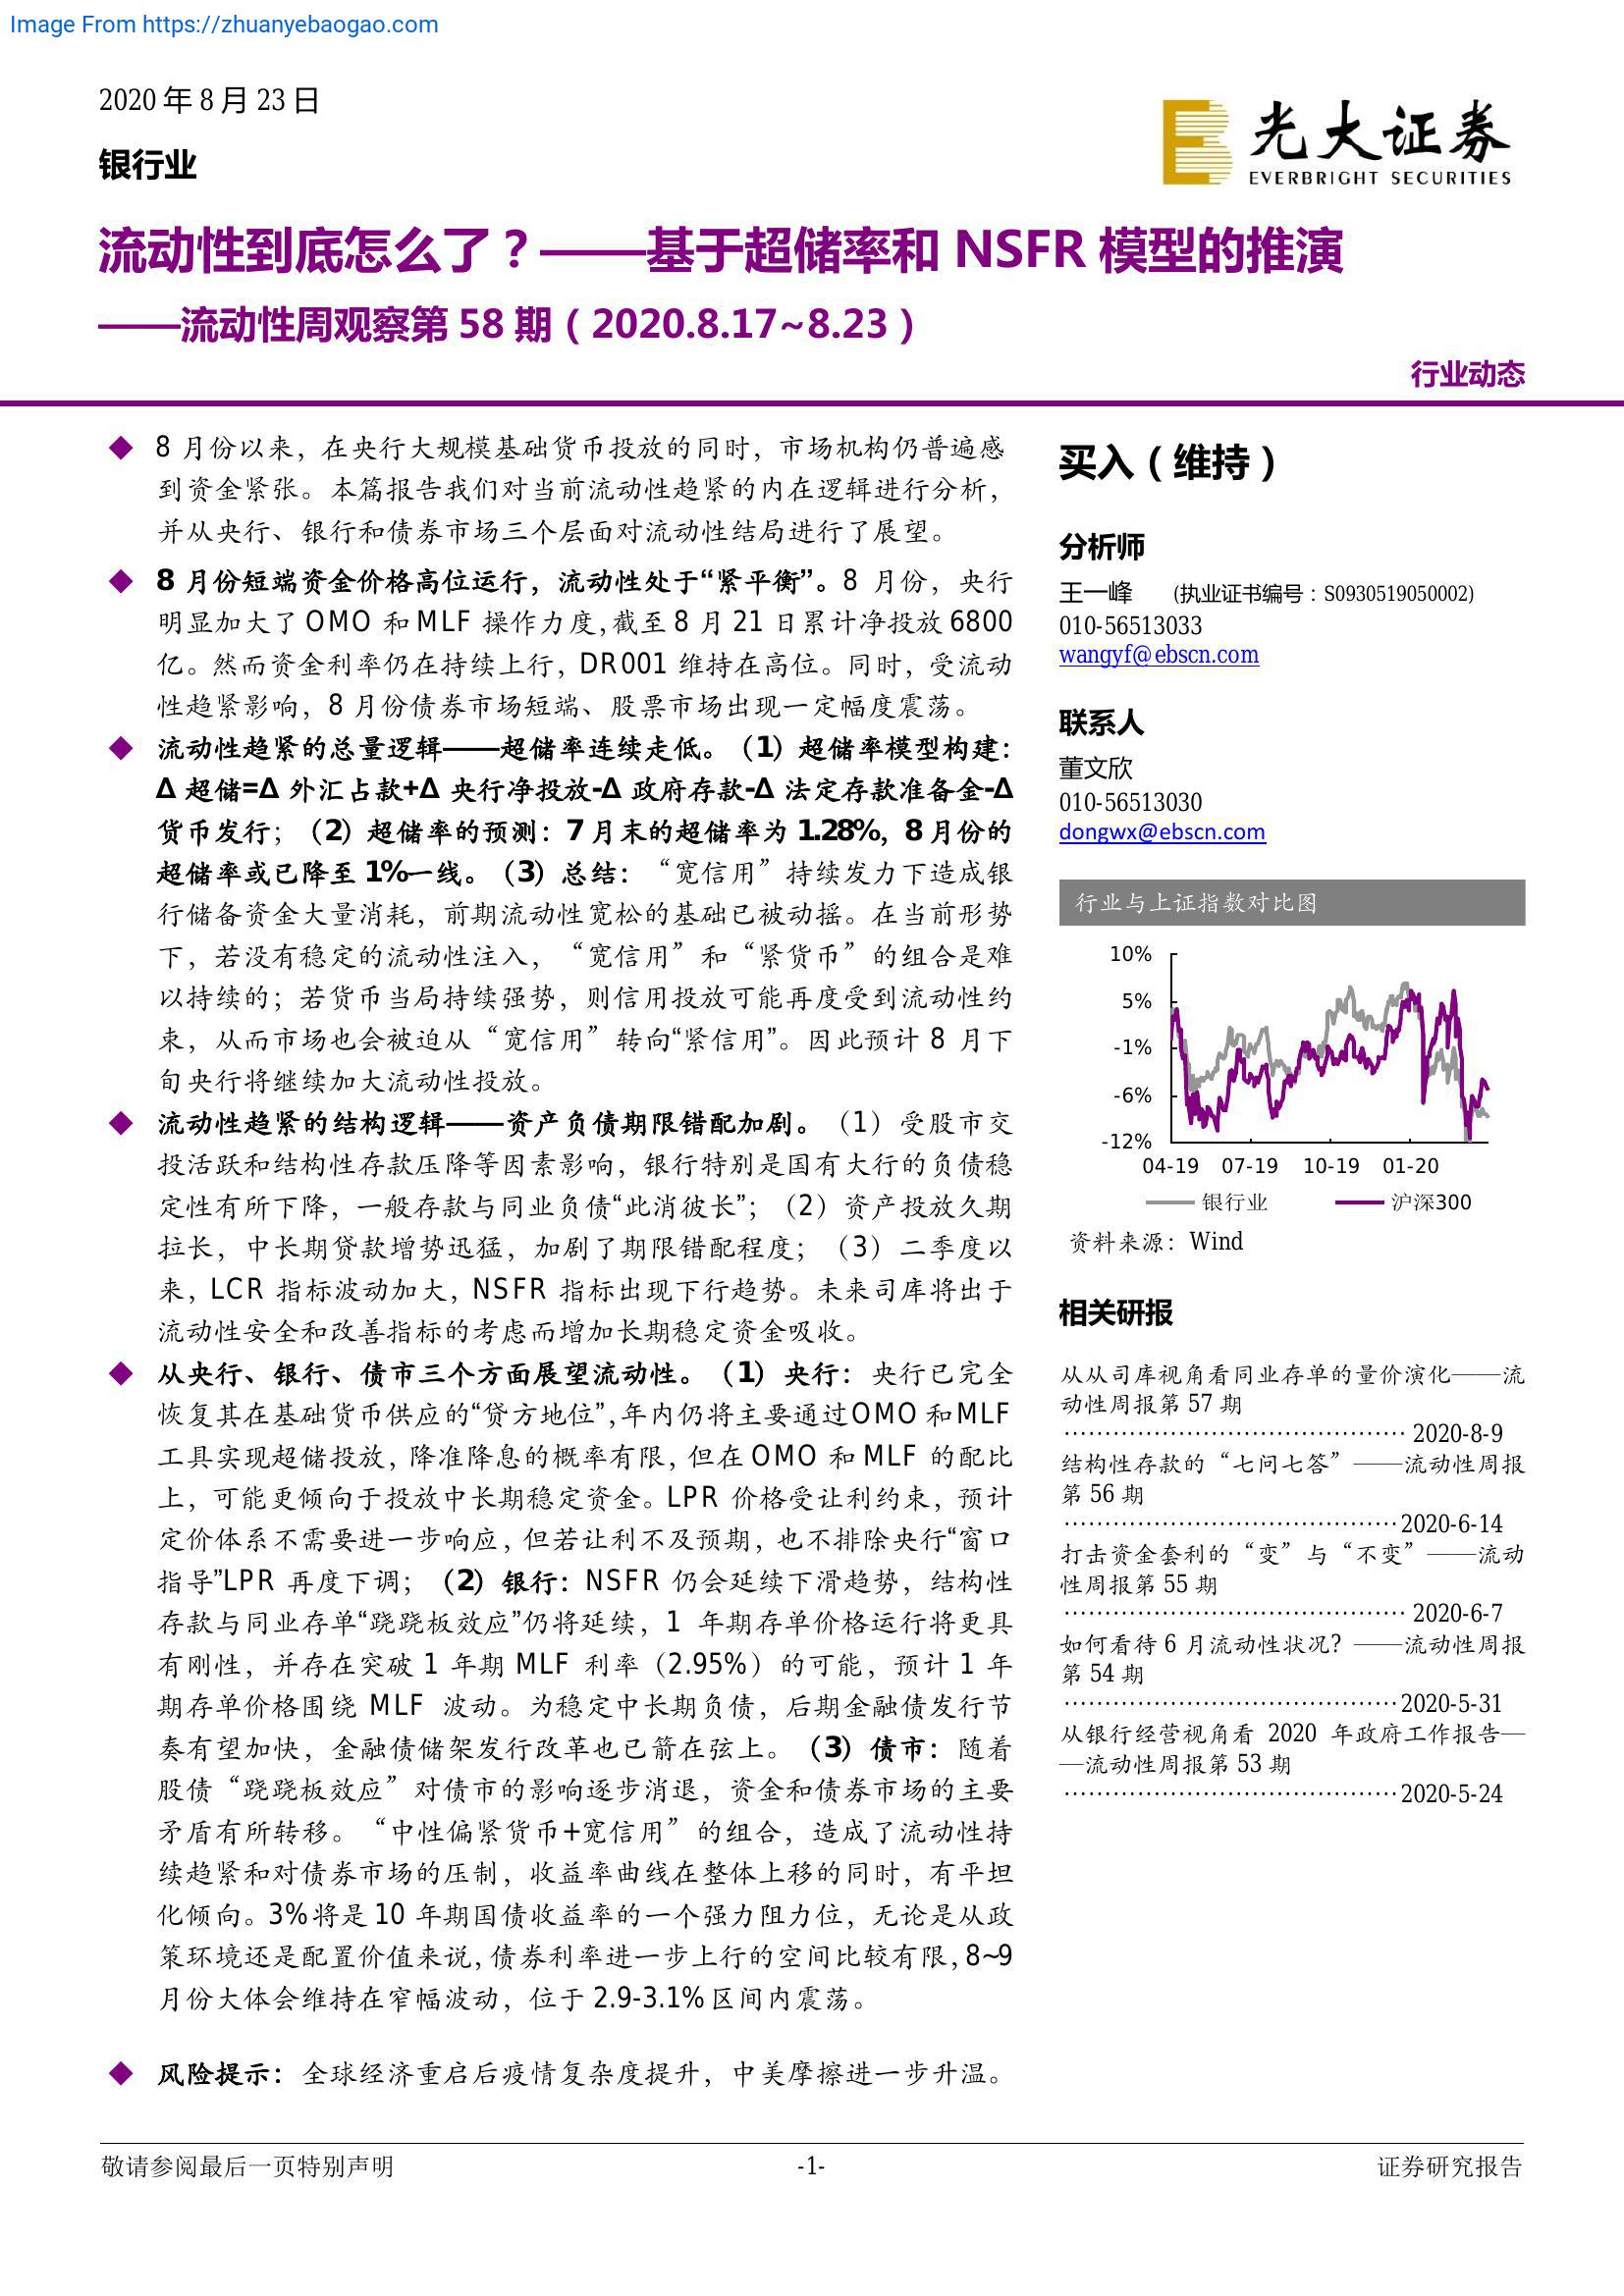 Image From https://zhuanyebaogao.com
2020 年 8 月 23 日
银行业
光大证券
EVERBRIGHT SECURITIES
流动性到底怎么了？——基于超储率和 NSFR 模型的推演
——流动性周观察第 58 期（2020.8.17~8.23）
行业动态
◆ 8 月份以来，在央行大规模基础货币投放的同时，市场机构仍普遍感
到资金紧张。本篇报告我们对当前流动性趋紧的内在逻辑进行分析，
并从央行、银行和债券市场三个层面对流动性结局进行了展望。
◆ 8 月份短端资金价格高位运行，流动性处于“紧平衡”。8 月份，央行
明显加大了 OMO 和 MLF 操作力度，截至 8 月 21 日累计净投放 6800
亿。然而资金利率仍在持续上行，DR001 维持在高位。同时，受流动
性趋紧影响，8 月份债券市场短端、股票市场出现一定幅度震荡。
◆ 流动性趋紧的总量逻辑——超储率连续走低。（1）超储率模型构建：
Δ 超储=Δ 外汇占款+Δ 央行净投放-Δ 政府存款-Δ 法定存款准备金-Δ
货币发行；（2）超储率的预测：7 月末的超储率为 1.28%，8 月份的
超储率或已降至 1%一线。（3）总结：“宽信用”持续发力下造成银
行储备资金大量消耗，前期流动性宽松的基础已被动摇。在当前形势
下，若没有稳定的流动性注入，“宽信用”和“紧货币”的组合是难
以持续的；若货币当局持续强势，则信用投放可能再度受到流动性约
束，从而市场也会被迫从“宽信用”转向“紧信用”。因此预计 8 月下
旬央行将继续加大流动性投放。
◆ 流动性趋紧的结构逻辑——资产负债期限错配加剧。（1）受股市交
投活跃和结构性存款压降等因素影响，银行特别是国有大行的负债稳
定性有所下降，一般存款与同业负债“此消彼长”；（2）资产投放久期
拉长，中长期贷款增势迅猛，加剧了期限错配程度；（3）二季度以
来，LCR 指标波动加大，NSFR 指标出现下行趋势。未来司库将出于
流动性安全和改善指标的考虑而增加长期稳定资金吸收。
◆ 从央行、银行、债市三个方面展望流动性。（1）央行：央行已完全
恢复其在基础货币供应的“贷方地位”，年内仍将主要通过 OMO 和 MLF
工具实现超储投放，降准降息的概率有限，但在 OMO 和 MLF 的配比
上，可能更倾向于投放中长期稳定资金。LPR 价格受让利约束，预计
定价体系不需要进一步响应，但若让利不及预期，也不排除央行“窗口
指导”LPR 再度下调；（2）银行：NSFR 仍会延续下滑趋势，结构性
存款与同业存单“跷跷板效应”仍将延续，1 年期存单价格运行将更具
有刚性，并存在突破 1 年期 MLF 利率（2.95%）的可能，预计 1 年
期存单价格围绕 MLF 波动。为稳定中长期负债，后期金融债发行节
奏有望加快，金融债储架发行改革也已箭在弦上。（3）债市：随着
股债“跷跷板效应”对债市的影响逐步消退，资金和债券市场的主要
矛盾有所转移。“中性偏紧货币+宽信用”的组合，造成了流动性持
续趋紧和对债券市场的压制，收益率曲线在整体上移的同时，有平坦
化倾向。3%将是 10 年期国债收益率的一个强力阻力位，无论是从政
策环境还是配置价值来说，债券利率进一步上行的空间比较有限，8~9
月份大体会维持在窄幅波动，位于 2.9-3.1%区间内震荡。
◆ 风险提示：全球经济重启后疫情复杂度提升，中美摩擦进一步升温。
买入（维持）
分析师
王一峰 (执业证书编号：S0930519050002)
010-56513033
wangyf@ebscn.com
联系人
董文欣
010-56513030
dongwx@ebscn.com
行业与上证指数对比图
10%
5%
-1%
-6%
-12%
04-19 07-19 10-19 01-20
银行业 沪深300
资料来源：Wind
相关研报
从从司库视角看同业存单的量价演化——流
动性周报第 57 期
·········································· 2020-8-9
结构性存款的“七问七答”——流动性周报
第 56 期
·········································2020-6-14
打击资金套利的“变”与“不变”——流动
性周报第 55 期
·········································· 2020-6-7
如何看待 6 月流动性状况？——流动性周报
第 54 期
·········································2020-5-31
从银行经营视角看 2020 年政府工作报告—
—流动性周报第 53 期
·········································2020-5-24
敬请参阅最后一页特别声明 -1- 证券研究报告